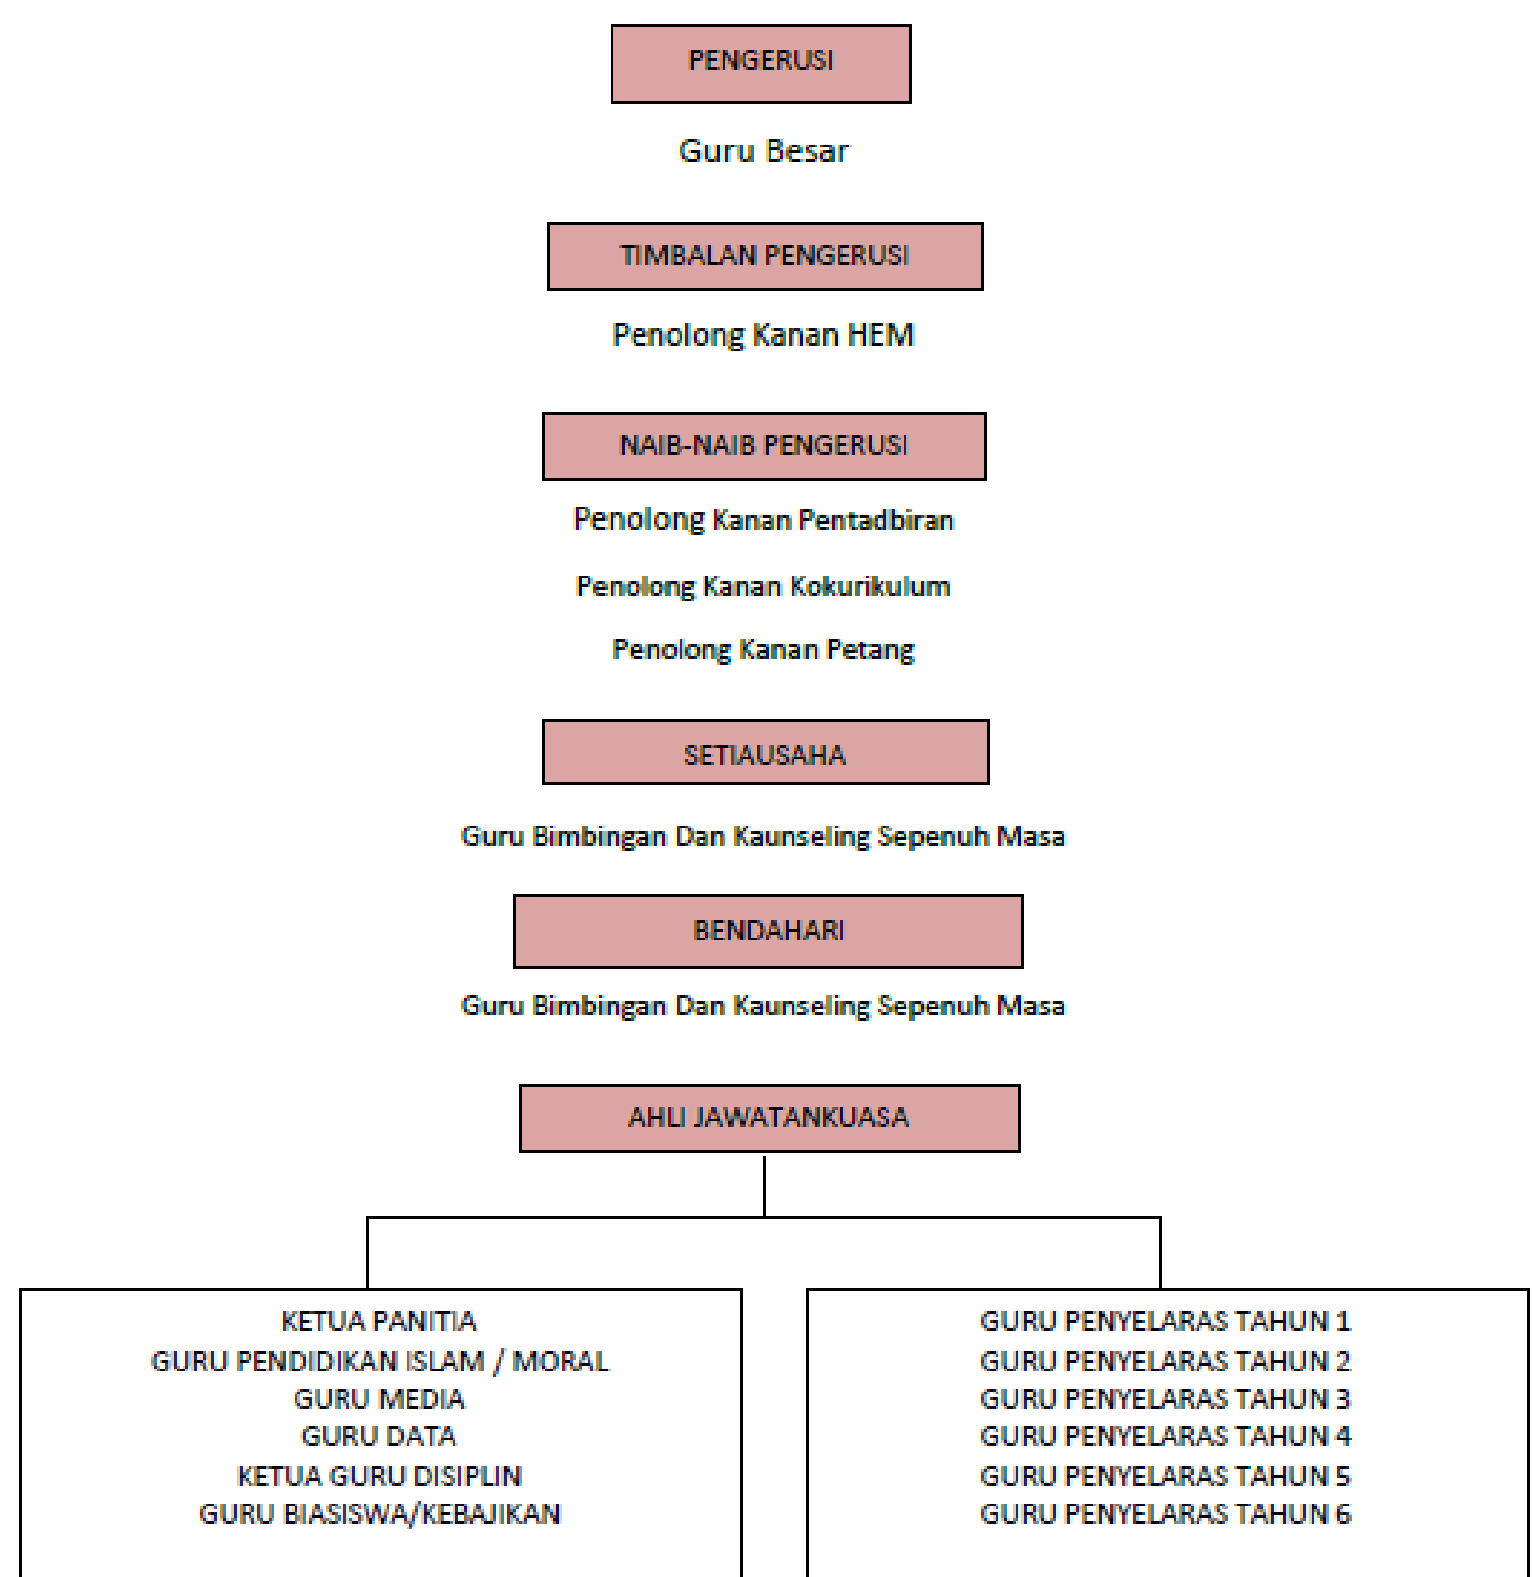 PENGERUSI
Guru Besar
TIMBALAN PENGERUSI
Penolong Kanan HEM
NAIB-NAIB PENGERUSI
Penolong Kanan Pentadbiran
Penolong Kanan Kokurikulum
Penolong Kanan Petang
SETIAUSAHA
Guru Bimbingan Dan Kaunseling Sepenuh Masa
BENDAHARI
Guru Bimbingan Dan Kaunseling Sepenuh Masa
AHLI JAWATANKUASA
KETUA PANITIA
GURU PENDIDIKAN ISLAM / MORAL
GURU MEDIA
GURU DATA
KETUA GURU DISIPLIN
GURU BIASISWA/KEBAJIKAN
GURU PENYELARAS TAHUN 1
GURU PENYELARAS TAHUN 2
GURU PENYELARAS TAHUN 3
GURU PENYELARAS TAHUN 4
GURU PENYELARAS TAHUN 5
GURU PENYELARAS TAHUN 6